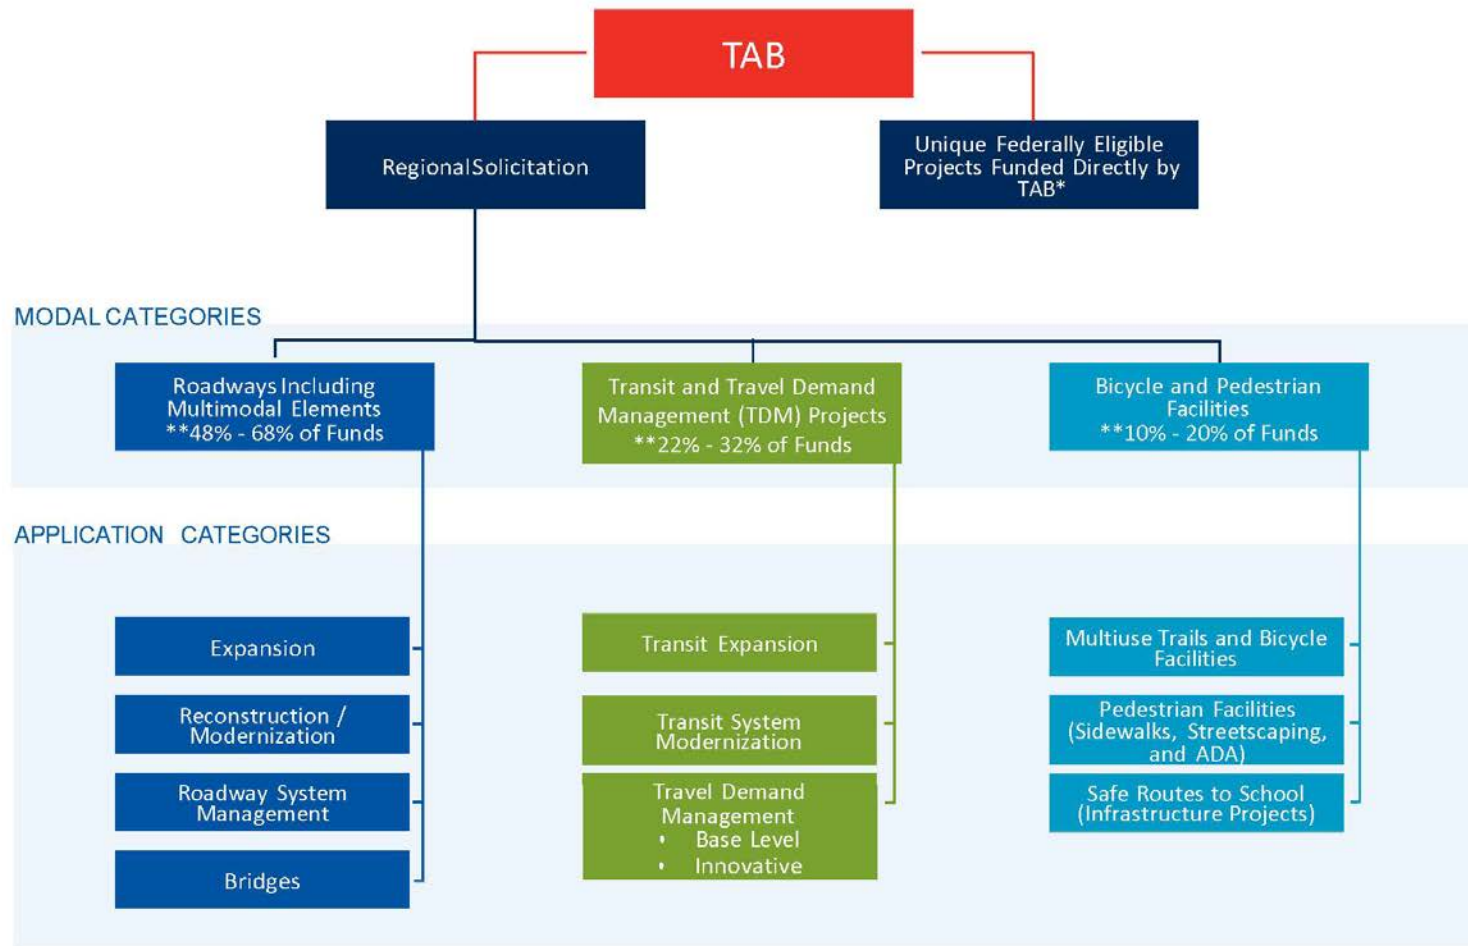 TAB
Regional Solicitation
Unique Federally Eligible
Projects Funded Directly by
TAB*
MODAL CATEGORIES
Roadways Including
Multimodal Elements
**48% - 68% of Funds
Transit and Travel Demand
Management (TDM) Projects
**22% - 32% of Funds
Bicycle and Pedestrian
Facilities
**10% - 20% of Funds
APPLICATION CATEGORIES
Expansion
Reconstruction /
Modernization
Roadway System
Management
Bridges
Transit Expansion
Transit System
Modernization
Travel Demand
Management
• Base Level
• Innovative
Multiuse Trails and Bicycle
Facilities
Pedestrian Facilities
(Sidewalks, Streetscaping,
and ADA)
Safe Routes to School
(Infrastructure Projects)